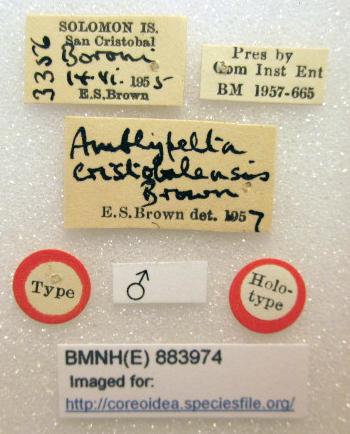 SOLOMON IS.
San Cristobal
Boroni
14.vi. 1955
E.S.Brown
3356
Pres by
Com Inst Ent
BM 1957-665
Amblypelta
cristobalensis
Brown
E.S.Brown det. 1957
Type
♂
Holo-
type
BMNH(E) 883974
Imaged for:
http://coreoidea.speciesfile.org/